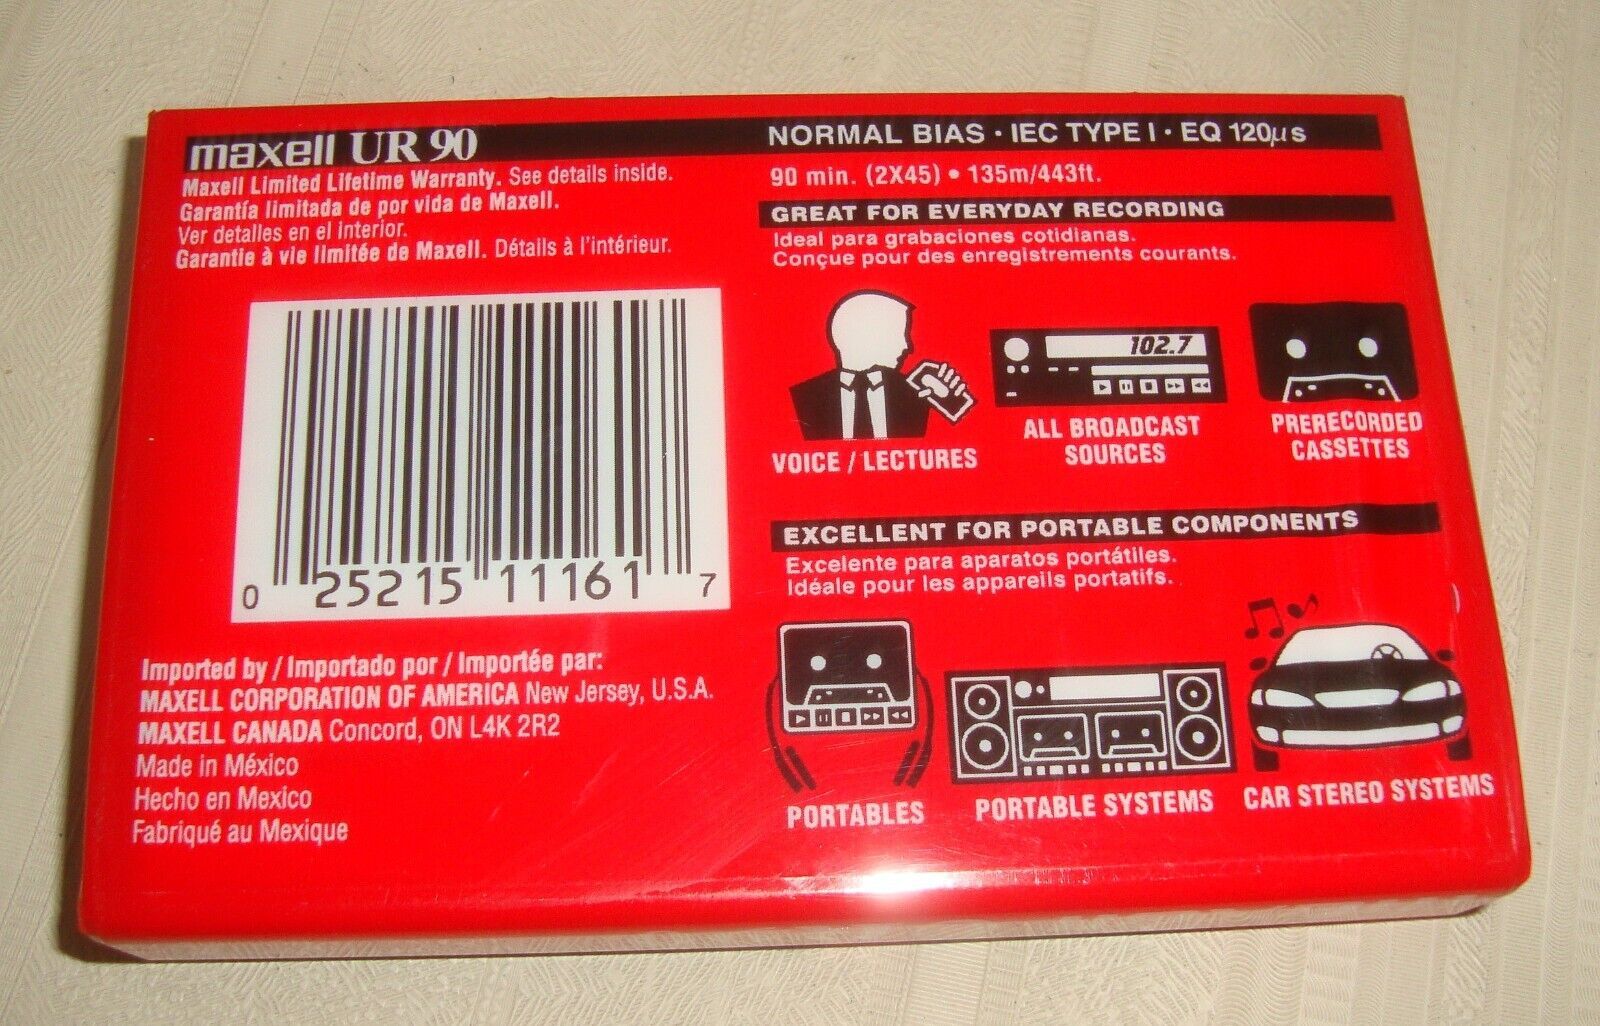 maxell UR 90
Maxell Limited Lifetime Warranty. See details inside.
Garantía limitada de por vida de Maxell.
Ver detalles en el interior.
Garantie à vie limitée de Maxell. Détails à l'intérieur.
0 25215 11161 7
Imported by / Importado por / Importée par:
MAXELL CORPORATION OF AMERICA New Jersey, U.S.A.
MAXELL CANADA Concord, ON L4K 2R2
Made in México
Hecho en Mexico
Fabriqué au Mexique
NORMAL BIAS · IEC TYPE I · EQ 120μs
90 min. (2X45) • 135m/443ft.
GREAT FOR EVERYDAY RECORDING
Ideal para grabaciones cotidianas.
Conçue pour des enregistrements courants.
102.7
VOICE / LECTURES
ALL BROADCAST
SOURCES
PRERECORDED
CASSETTES
EXCELLENT FOR PORTABLE COMPONENTS
Excelente para aparatos portátiles.
Idéale pour les appareils portatifs.
PORTABLES
PORTABLE SYSTEMS
CAR STEREO SYSTEMS